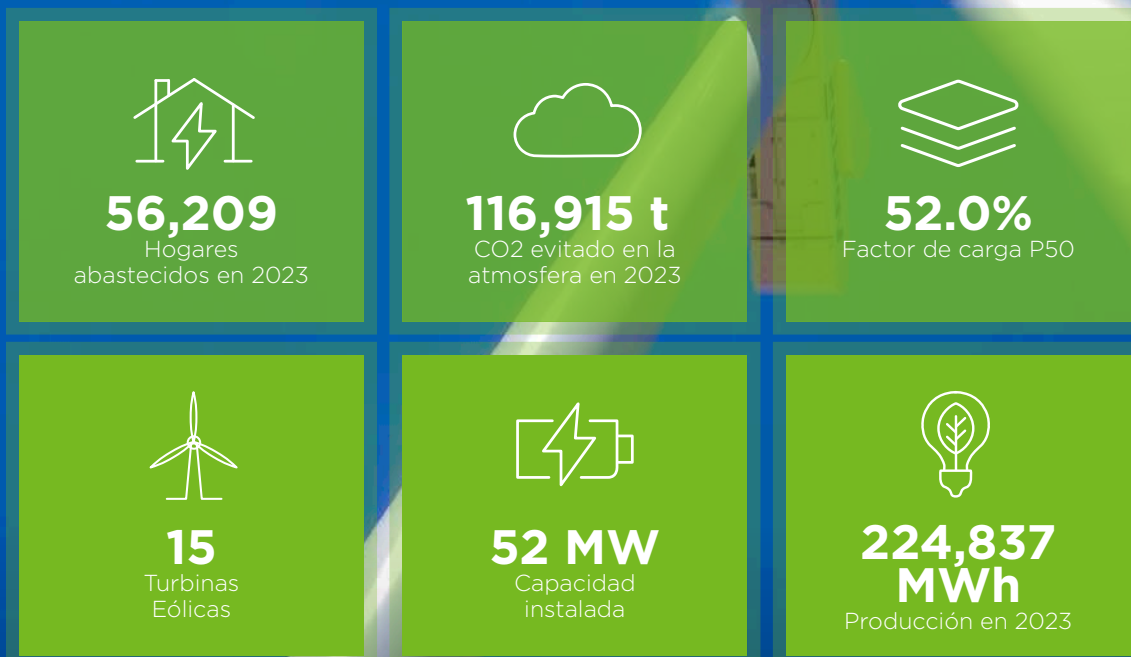 56,209
Hogares
abastecidos en 2023
116,915 t
CO2 evitado en la
atmosfera en 2023
52.0%
Factor de carga P50
15
Turbinas
Eólicas
52 MW
Capacidad
instalada
224,837
MWh
Producción en 2023